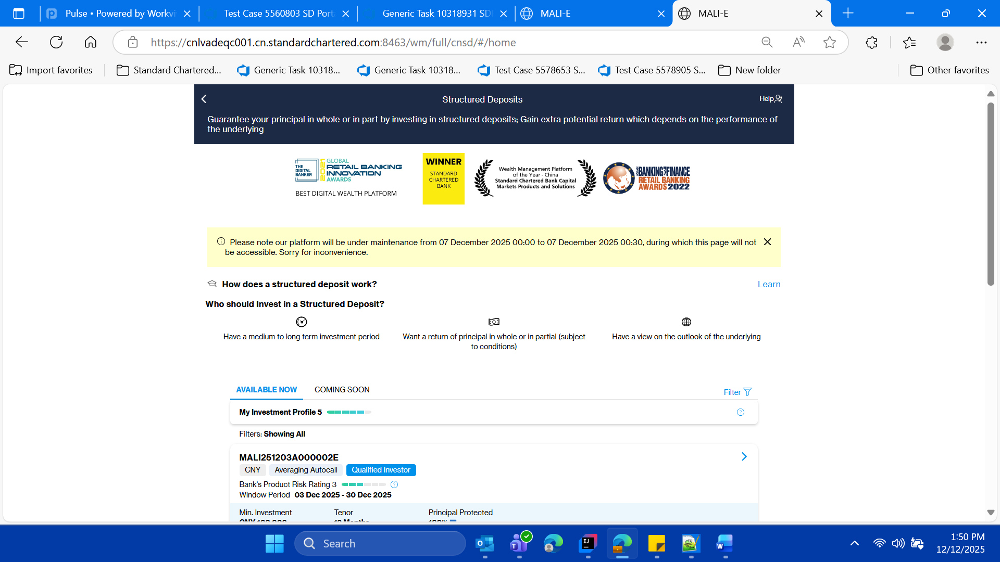 Pulse • Powered by Workvi
Test Case 5560803 SD Port
Generic Task 10318931 SD
MALI-E
MALI-E
https://cnlvadeqc001.cn.standardchartered.com:8463/wm/full/cnsd/#/home
Import favorites
Standard Chartered...
Generic Task 10318...
Generic Task 10318...
Test Case 5578653 S...
Test Case 5578905 S...
New folder
Other favorites
Structured Deposits
Help
Guarantee your principal in whole or in part by investing in structured deposits; Gain extra potential return which depends on the performance of
the underlying
THE DIGITAL BANKER
2021
GLOBAL
RETAIL BANKING
INNOVATION
AWARDS
BEST DIGITAL WEALTH PLATFORM
WINNER
STANDARD
CHARTERED
BANK
Wealth Management Platform
of the Year - China
Standard Chartered Bank Capital
Markets Products and Solutions
ASIAN
BANKING&FINANCE
RETAIL BANKING
AWARDS 2022
Please note our platform will be under maintenance from 07 December 2025 00:00 to 07 December 2025 00:30, during which this page will not
be accessible. Sorry for inconvenience.
How does a structured deposit work?
Learn
Who should Invest in a Structured Deposit?
Have a medium to long term investment period
Want a return of principal in whole or in partial (subject
to conditions)
Have a view on the outlook of the underlying
AVAILABLE NOW
COMING SOON
Filter
My Investment Profile 5
Filters: Showing All
MALI251203A000002E
CNY
Averaging Autocall
Qualified Investor
Bank's Product Risk Rating 3
Window Period 03 Dec 2025 - 30 Dec 2025
Min. Investment
Tenor
Principal Protected
Search
1:50 PM
12/12/2025